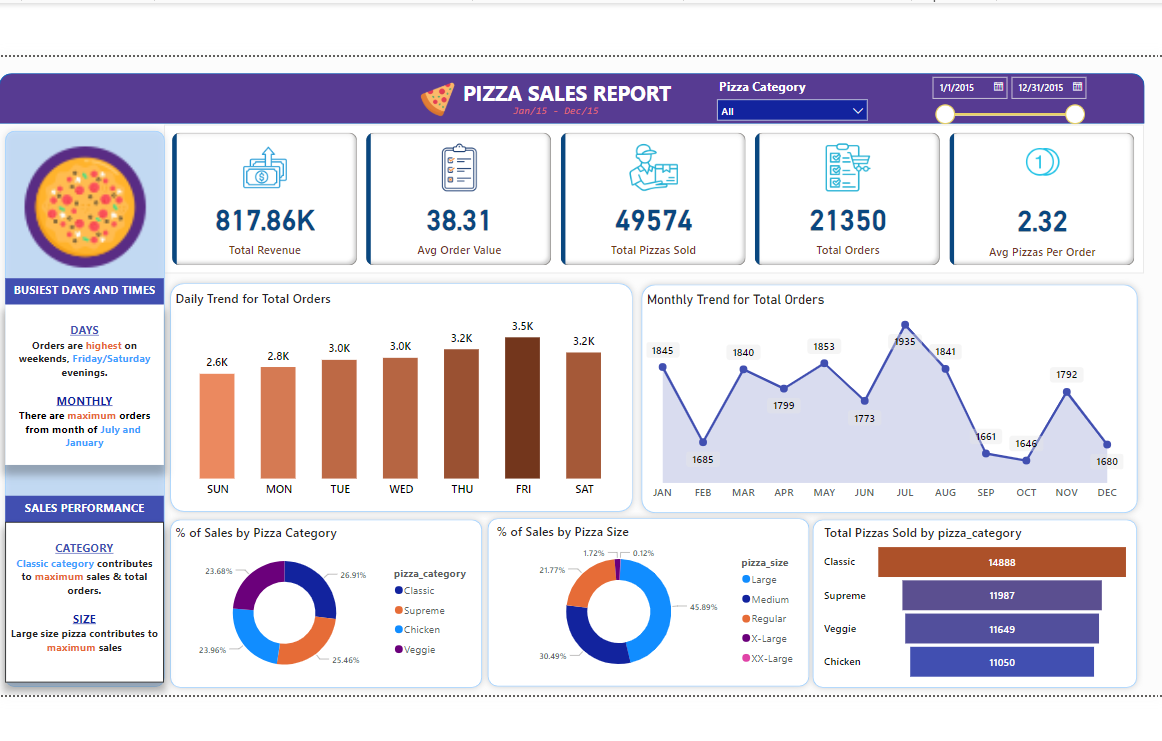 PIZZA SALES REPORT
Jan/15 - Dec/15
Pizza Category
All
1/1/2015
12/31/2015
BUSIEST DAYS AND TIMES
DAYS
Orders are highest on
weekends, Friday/Saturday
evenings.
MONTHLY
There are maximum orders
from month of July and
January
SALES PERFORMANCE
CATEGORY
Classic category contributes
to maximum sales & total
orders.
SIZE
Large size pizza contributes to
maximum sales
817.86K
Total Revenue
38.31
Avg Order Value
49574
Total Pizzas Sold
21350
Total Orders
1
2.32
Avg Pizzas Per Order
Daily Trend for Total Orders
2.6K
2.8K
3.0K
3.0K
3.2K
3.5K
3.2K
SUN
MON
TUE
WED
THU
FRI
SAT
Monthly Trend for Total Orders
1845
1685
1840
1799
1853
1773
1935
1841
1661
1646
1792
1680
JAN
FEB
MAR
APR
MAY
JUN
JUL
AUG
SEP
OCT
NOV
DEC
% of Sales by Pizza Category
23.68%
26.91%
23.96%
25.46%
pizza_category
Classic
Supreme
Chicken
Veggie
% of Sales by Pizza Size
1.72%
0.12%
21.77%
45.89%
30.49%
pizza_size
Large
Medium
Regular
X-Large
XX-Large
Total Pizzas Sold by pizza_category
Classic
14888
Supreme
11987
Veggie
11649
Chicken
11050